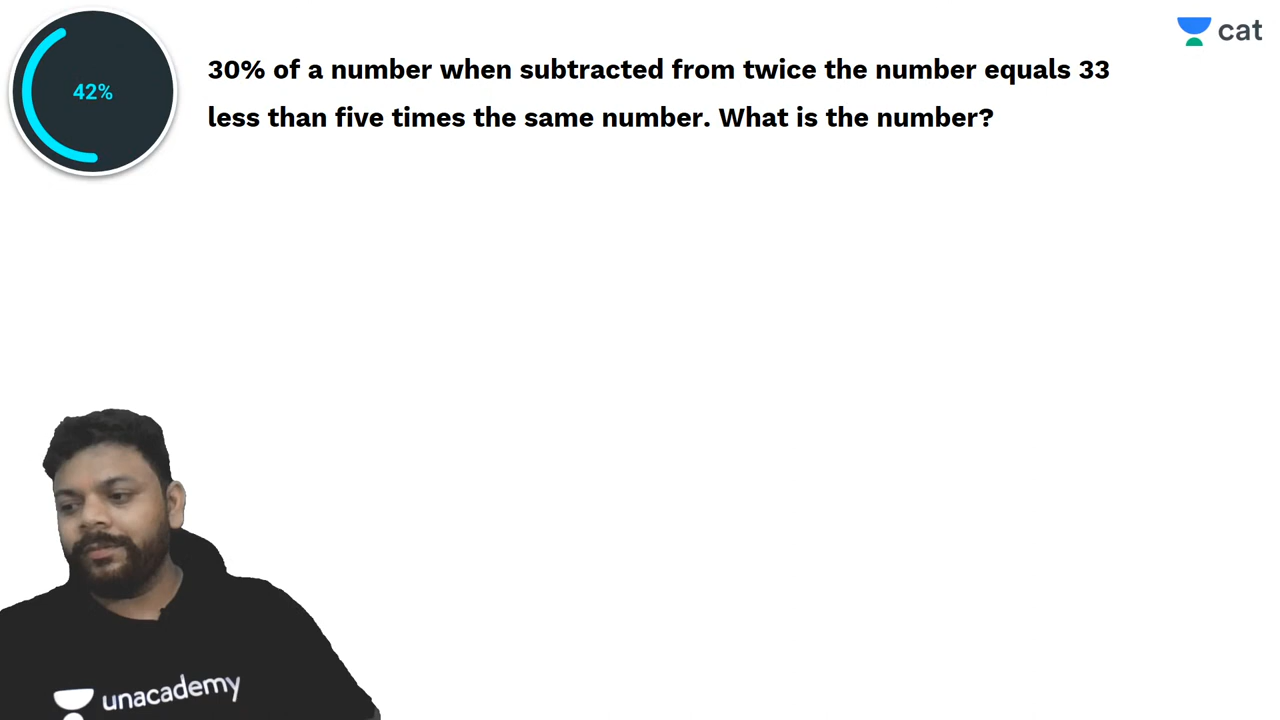 42%
cat
30% of a number when subtracted from twice the number equals 33
less than five times the same number. What is the number?
unacademy